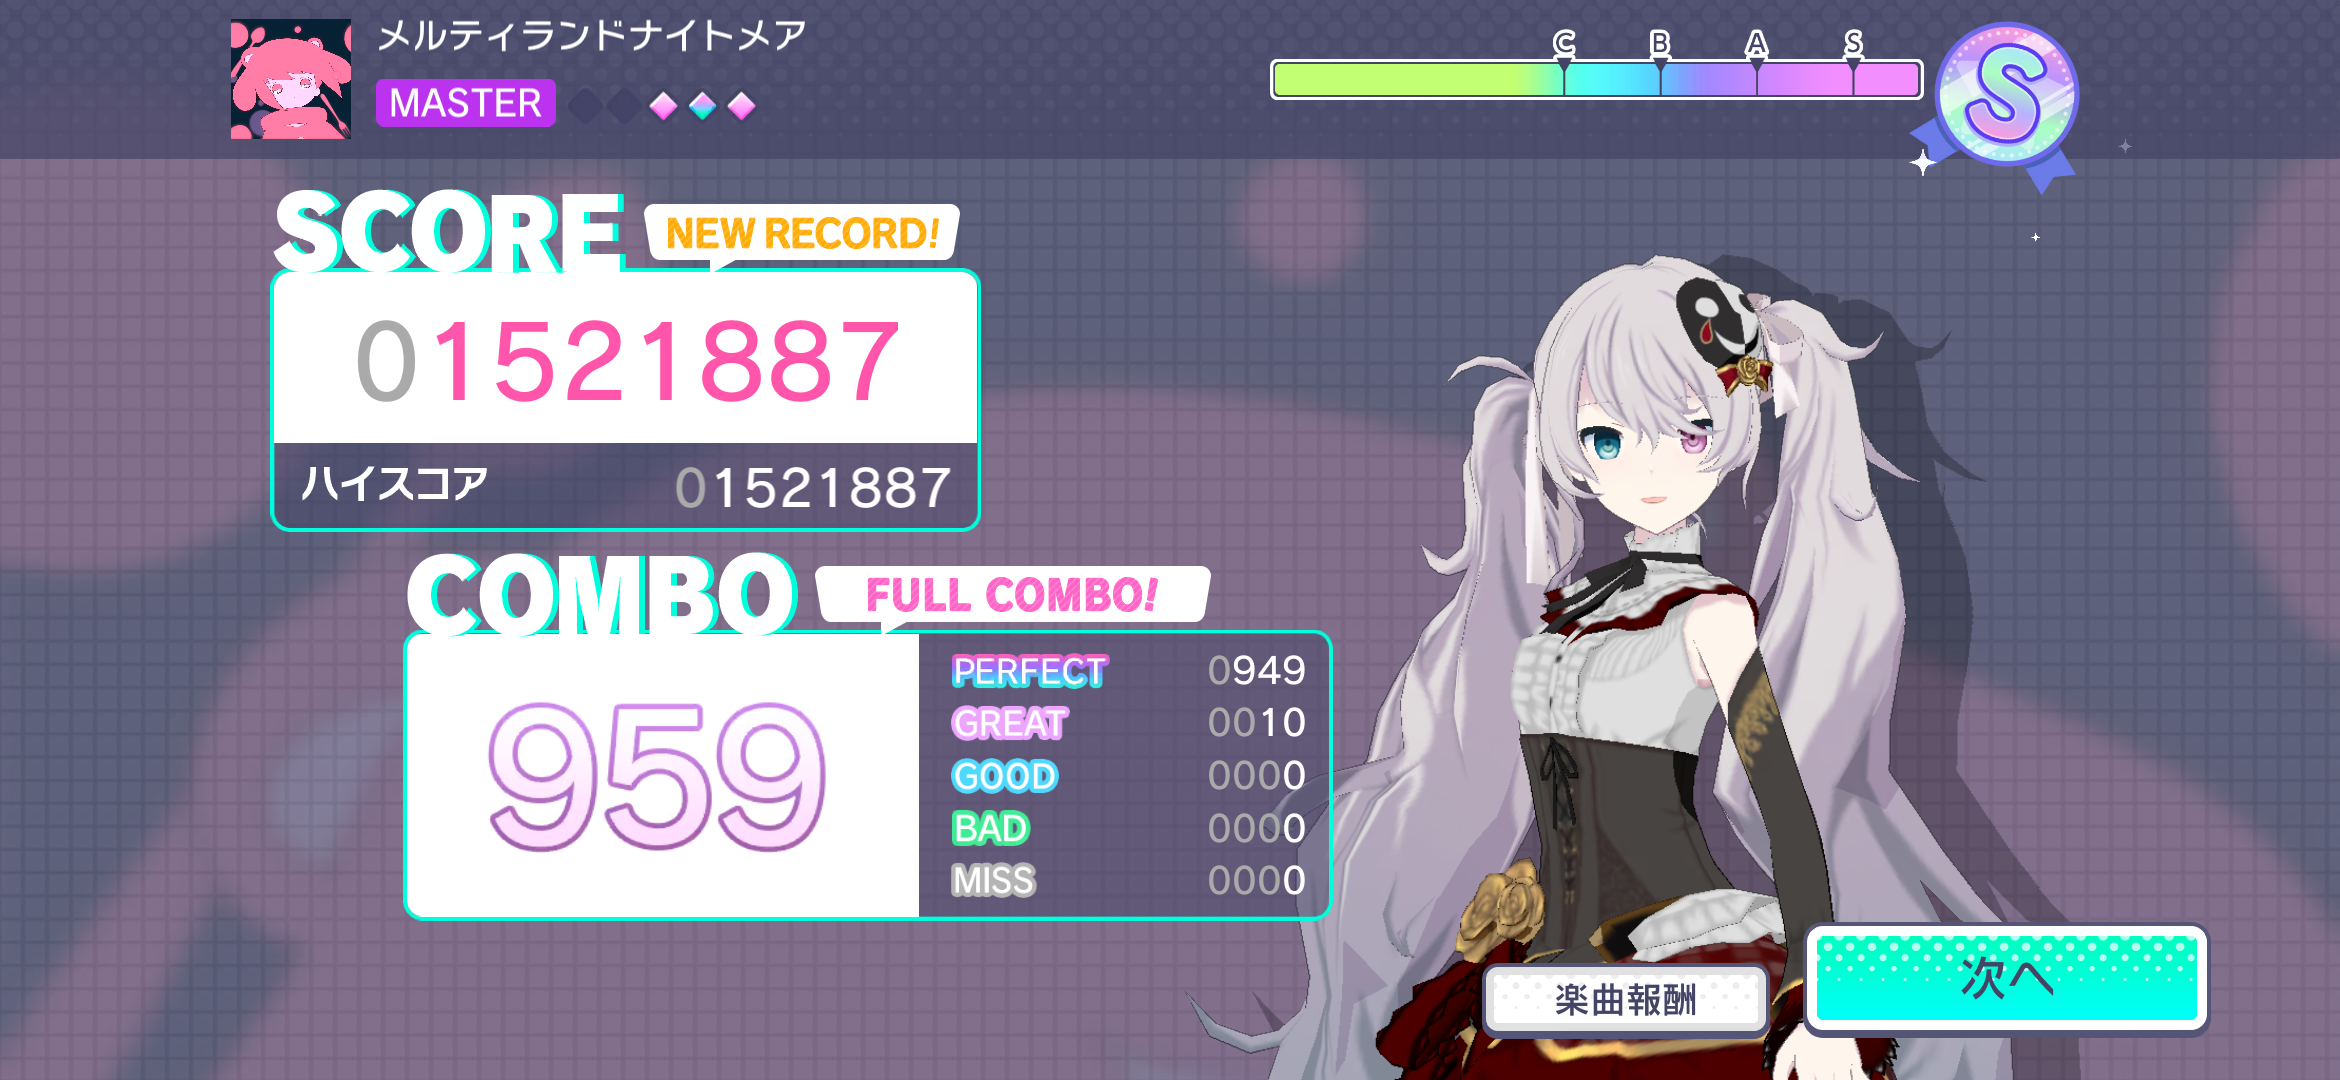 メルティランドナイトメア
MASTER
C B A S
S
SCORE
NEW RECORD!
01521887
ハイスコア 01521887
COMBO
FULL COMBO!
959
PERFECT 0949
GREAT 0010
GOOD 0000
BAD 0000
MISS 0000
楽曲報酬
次へ